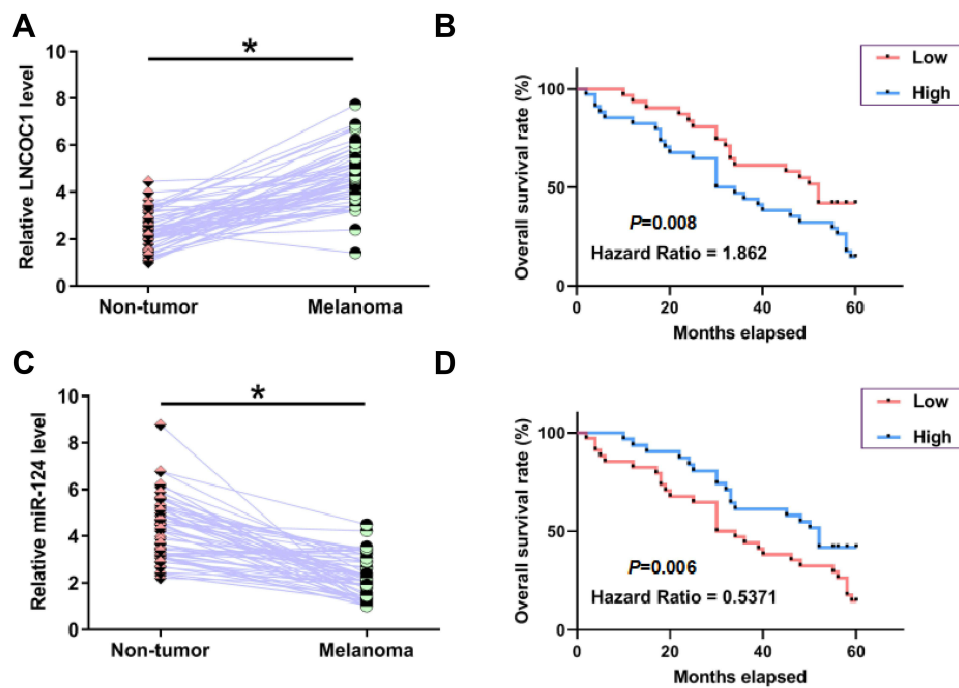 A
Relative LNCOC1 level
10
8
6
4
2
0
*
Non-tumor
Melanoma
B
Overall survival rate (%)
100
50
0
Low
High
P=0.008
Hazard Ratio = 1.862
0
20
40
60
Months elapsed
C
Relative miR-124 level
10
8
6
4
2
0
*
Non-tumor
Melanoma
D
Overall survival rate (%)
100
50
0
Low
High
P=0.006
Hazard Ratio = 0.5371
0
20
40
60
Months elapsed